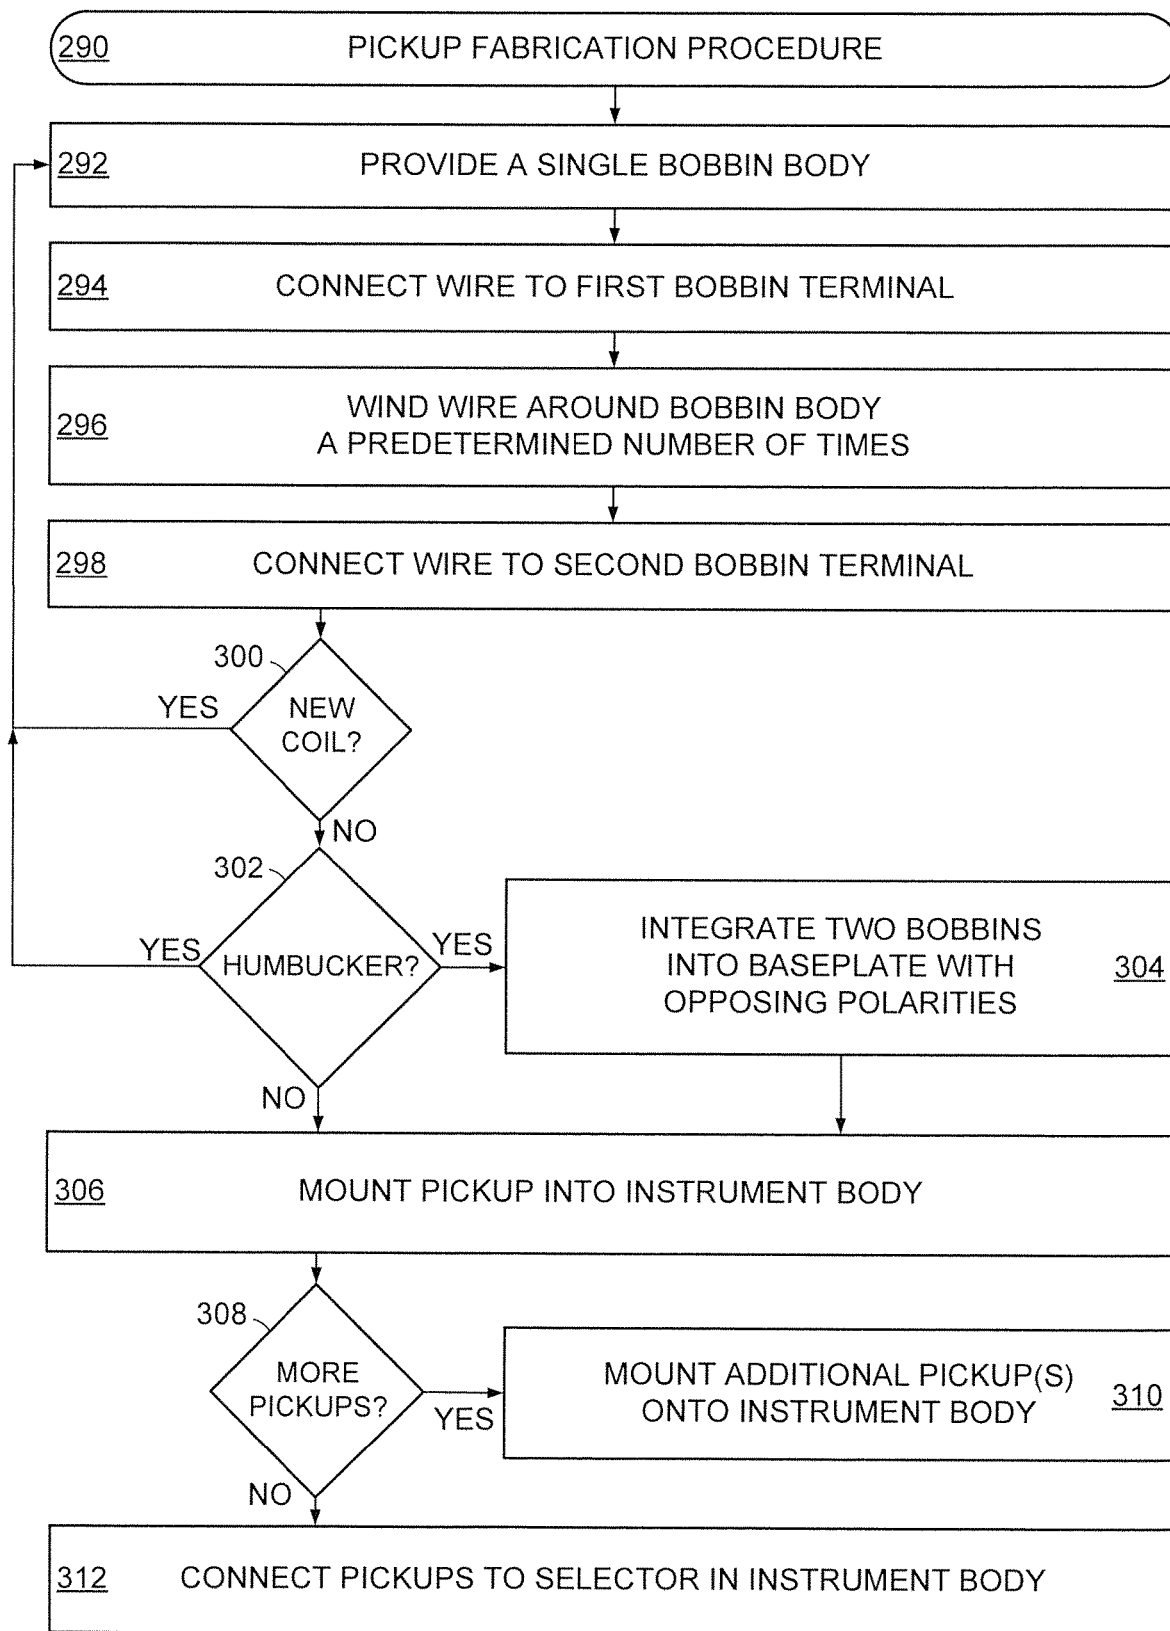 290 PICKUP FABRICATION PROCEDURE
292 PROVIDE A SINGLE BOBBIN BODY
294 CONNECT WIRE TO FIRST BOBBIN TERMINAL
WIND WIRE AROUND BOBBIN BODY
296 A PREDETERMINED NUMBER OF TIMES
298 CONNECT WIRE TO SECOND BOBBIN TERMINAL
300
YES
NEW
COIL?
NO
302
YES
HUMBUCKER?
YES
INTEGRATE TWO BOBBINS
INTO BASEPLATE WITH
OPPOSING POLARITIES
304
NO
306 MOUNT PICKUP INTO INSTRUMENT BODY
308
MORE
PICKUPS?
YES
MOUNT ADDITIONAL PICKUP(S)
ONTO INSTRUMENT BODY
310
NO
312 CONNECT PICKUPS TO SELECTOR IN INSTRUMENT BODY